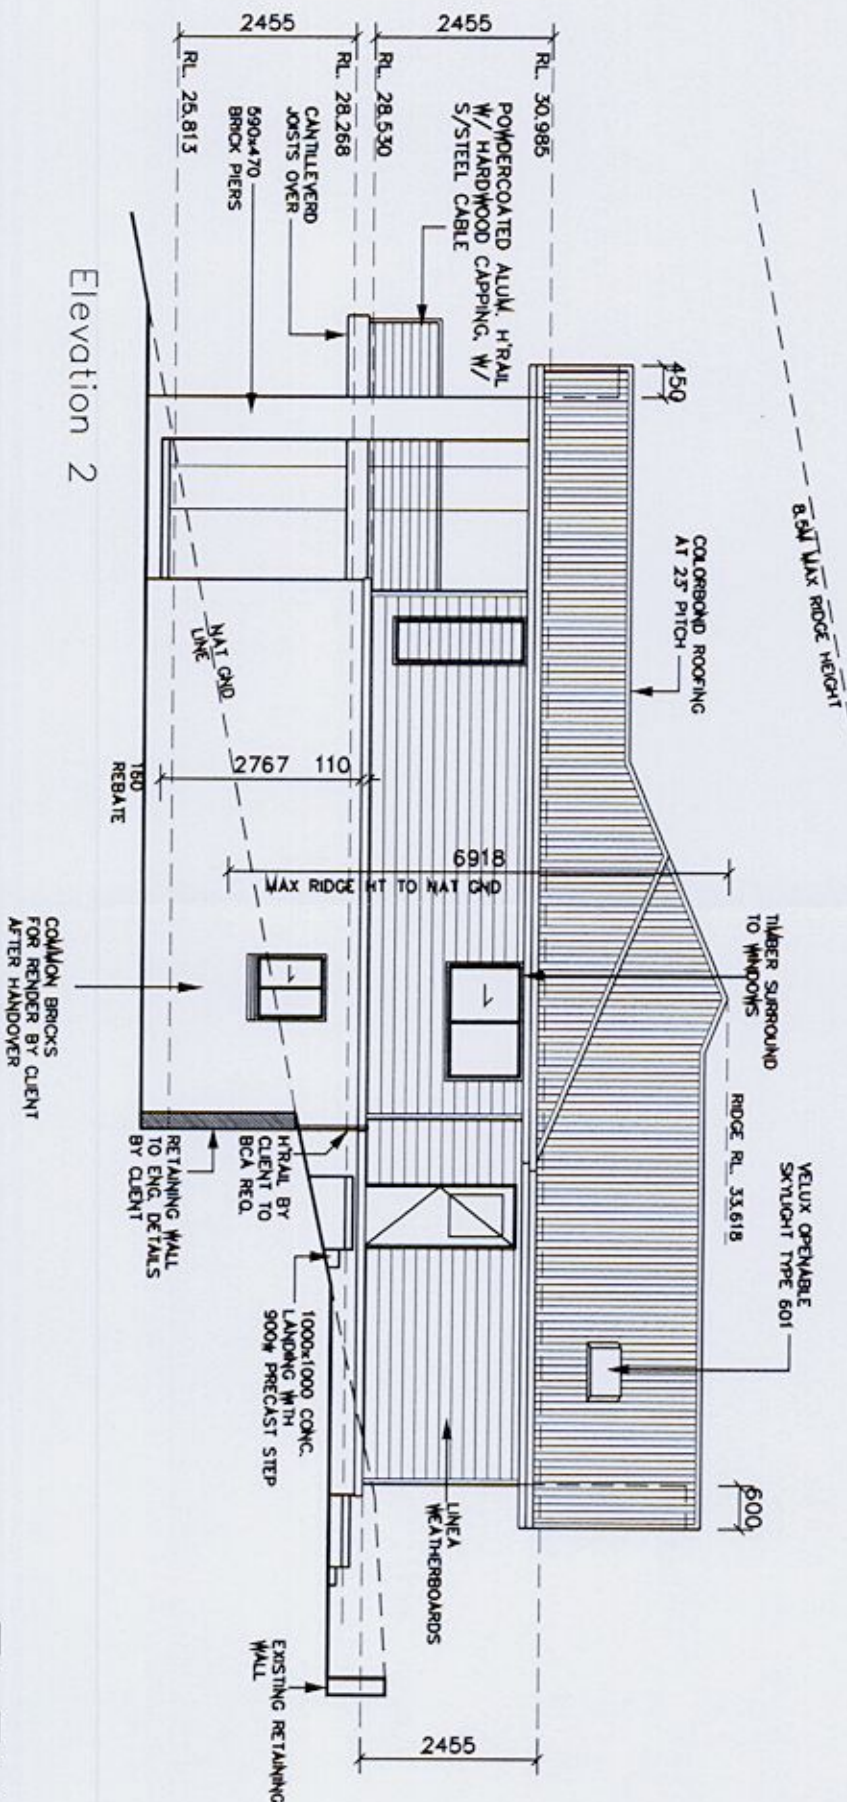 8.5M MAX RIDGE HEIGHT
VELUX OPENABLE
SKYLIGHT TYPE 601
RIDGE RL. 33.618
COLORBOND ROOFING
AT 23° PITCH
TIMBER SURROUND
TO WINDOWS
450
600
RL. 30.985
2455
POWDERCOATED ALUM. H'RAIL
W/ HARDWOOD CAPPING, W/
S/STEEL CABLE
RL. 28.530
RL. 28.268
2455
CANTILLEVERD
JOISTS OVER
590x470
BRICK PIERS
RL. 25.813
6918
MAX RIDGE HT TO NAT GND
110
2767
NAT GND
LINE
LINEA
WEATHERBOARDS
2455
H'RAIL BY
CLIENT TO
BCA REQ.
1000x1000 CONC.
LANDING WITH
900w PRECAST STEP
EXISTING RETAINING
WALL
RETAINING WALL
TO ENG. DETAILS
BY CLIENT
REBATE
COMMON BRICKS
FOR RENDER BY CLIENT
AFTER HANDOVER
Elevation 2